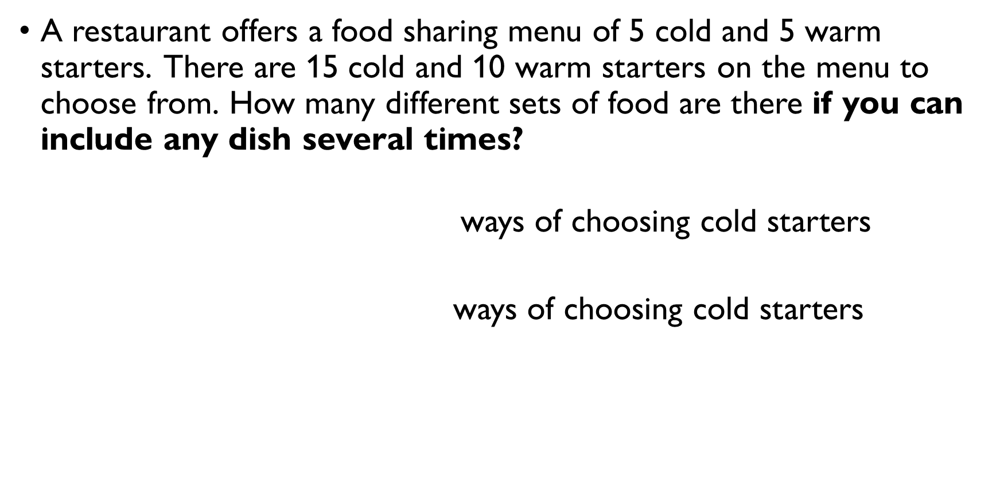 • A restaurant offers a food sharing menu of 5 cold and 5 warm
starters. There are 15 cold and 10 warm starters on the menu to
choose from. How many different sets of food are there if you can
include any dish several times?
ways of choosing cold starters
ways of choosing cold starters